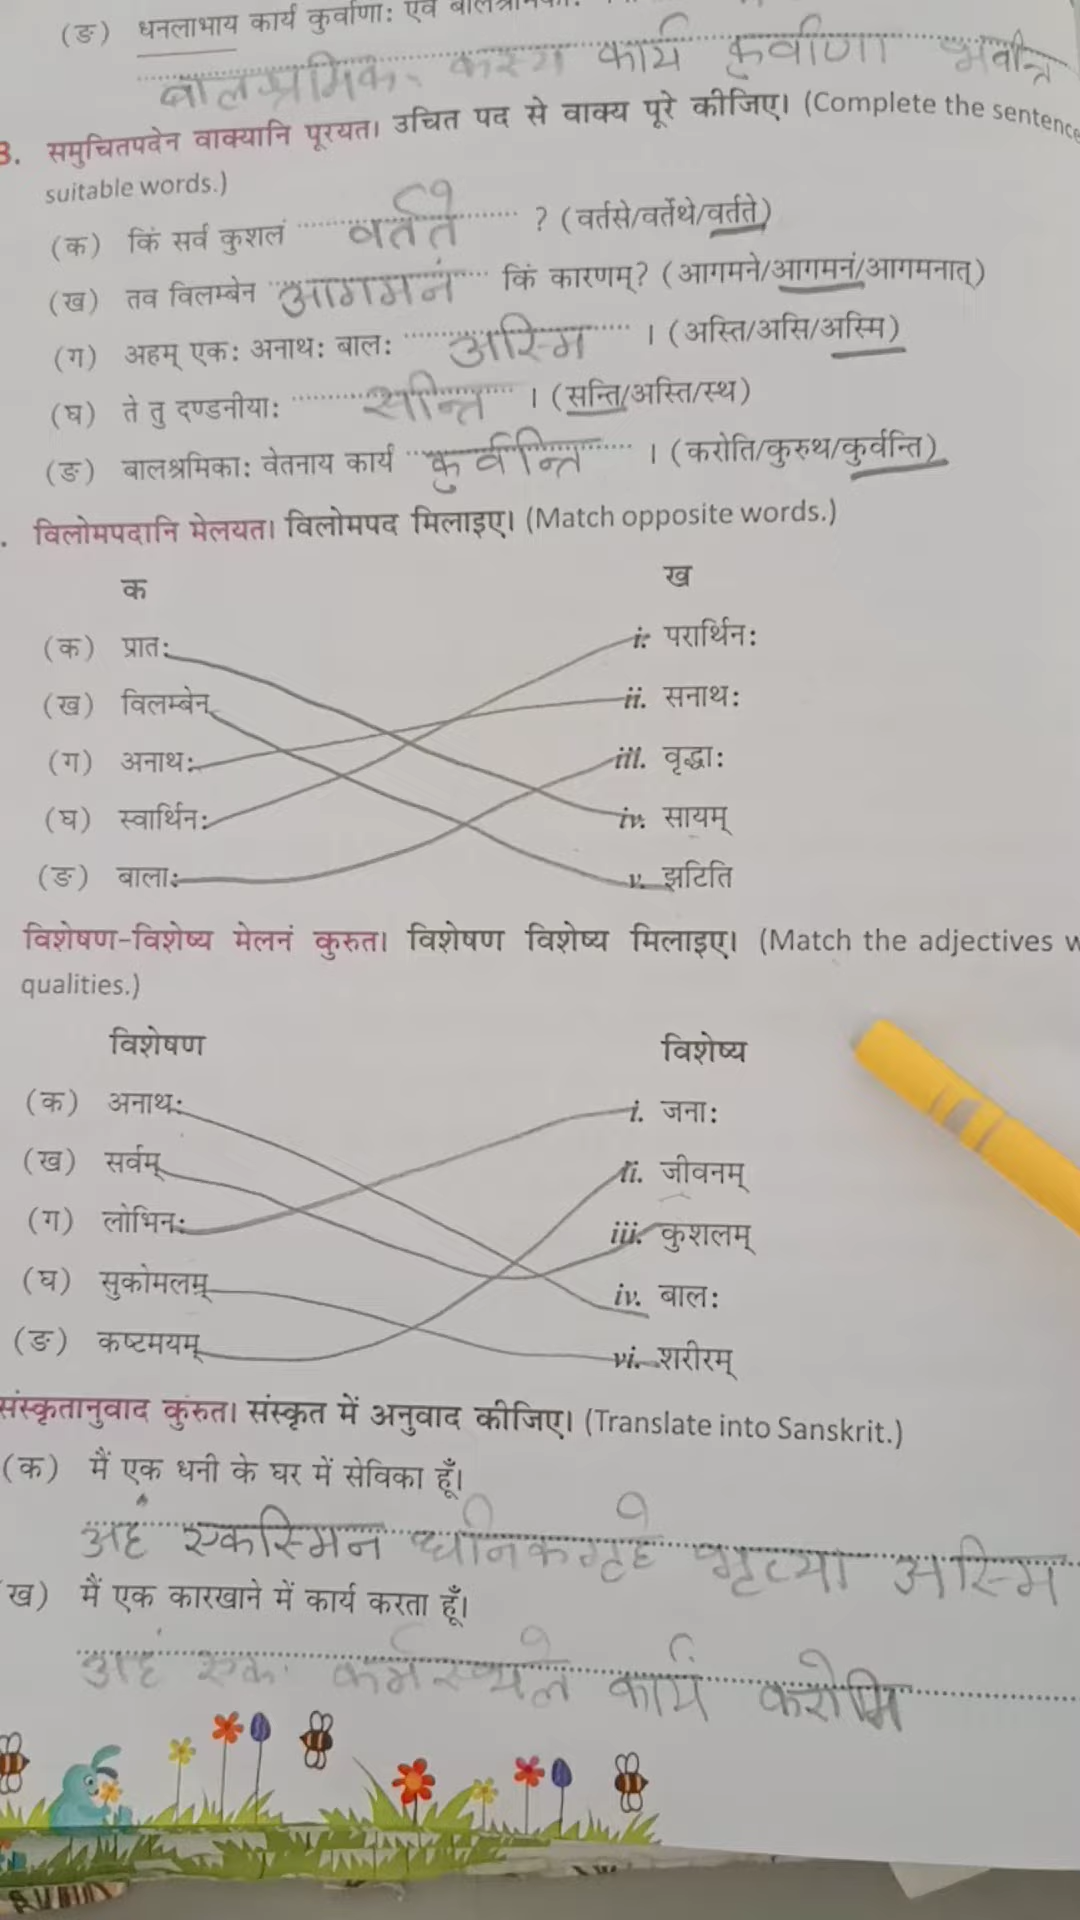 (ङ) धनलाभाय कार्यं कुर्वाणाः एव
बालश्रमिकः कस्य कार्य कुर्वाणा भवन्ति
3. समुचितपदेन वाक्यानि पूरयत। उचित पद से वाक्य पूरे कीजिए। (Complete the sentence
suitable words.)
(क) किं सर्वं कुशलं वर्तते ? (वर्तसे/वर्तेथे/वर्तते)
(ख) तव विलम्बेन आगमनं किं कारणम्? (आगमने/आगमनं/आगमनात्)
(ग) अहम् एकः अनाथः बालः अस्मि । (अस्ति/असि/अस्मि)
(घ) ते तु दण्डनीयाः सन्ति । (सन्ति/अस्ति/स्थ)
(ङ) बालश्रमिकाः वेतनाय कार्यं कुर्वन्ति । (करोति/कुरुथ/कुर्वन्ति)
. विलोमपदानि मेलयत। विलोमपद मिलाइए। (Match opposite words.)
क ख
(क) प्रातः i. परार्थिनः
(ख) विलम्बेन् ii. सनाथः
(ग) अनाथः iii. वृद्धाः
(घ) स्वार्थिनः iv. सायम्
(ङ) बालाः v. झटिति
विशेषण-विशेष्य मेलनं कुरुत। विशेषण विशेष्य मिलाइए। (Match the adjectives w
qualities.)
विशेषण विशेष्य
(क) अनाथः i. जनाः
(ख) सर्वम् ii. जीवनम्
(ग) लोभिनः iii. कुशलम्
(घ) सुकोमलम् iv. बालः
(ङ) कष्टमयम् vi. शरीरम्
संस्कृतानुवाद कुरुत। संस्कृत में अनुवाद कीजिए। (Translate into Sanskrit.)
(क) मैं एक धनी के घर में सेविका हूँ।
अहं एकस्मिन धनिकगृहे भृत्या अस्मि
ख) मैं एक कारखाने में कार्य करता हूँ।
अहं एकः कर्मस्थले कार्यं करोमि